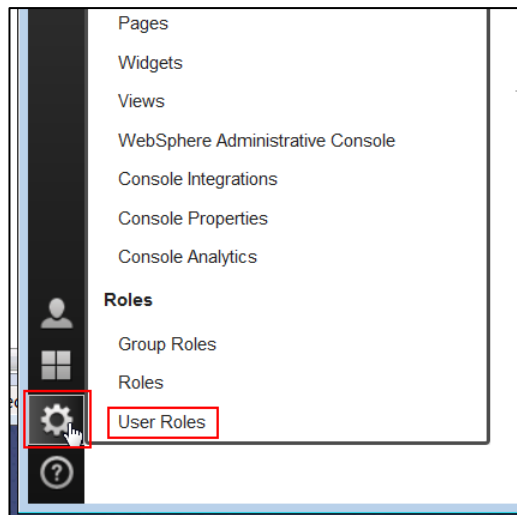 Pages
Widgets
Views
WebSphere Administrative Console
Console Integrations
Console Properties
Console Analytics
Roles
Group Roles
Roles
User Roles